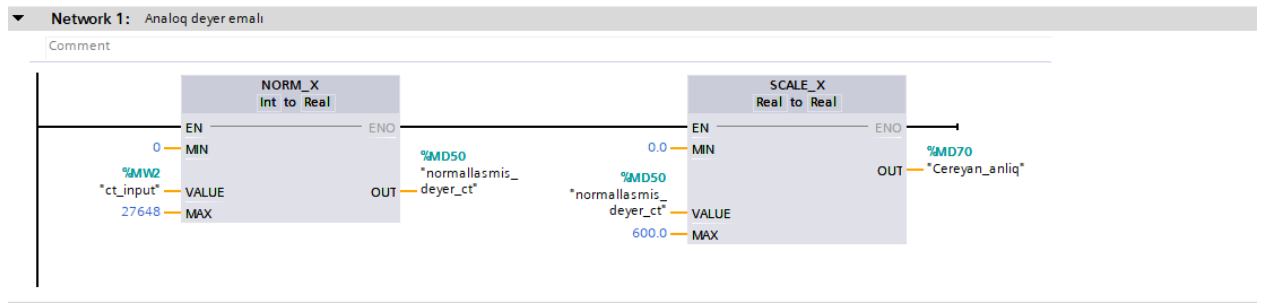 Network 1: Analoq deyer emalı
Comment
NORM_X
Int to Real
EN ENO
0 MIN
%MW2
"ct_input" VALUE
27648 MAX
OUT
%MD50
"normallasmis_
deyer_ct"
SCALE_X
Real to Real
EN ENO
0.0 MIN
%MD50
"normallasmis_
deyer_ct" VALUE
600.0 MAX
OUT
%MD70
"Cereyan_anliq"